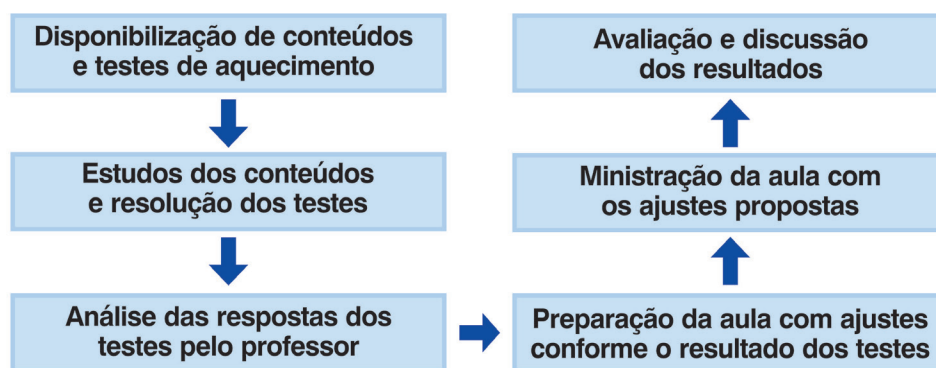 Disponibilização de conteúdos
e testes de aquecimento
Estudos dos conteúdos
e resolução dos testes
Análise das respostas dos
testes pelo professor
Preparação da aula com ajustes
conforme o resultado dos testes
Ministração da aula com
os ajustes propostas
Avaliação e discussão
dos resultados